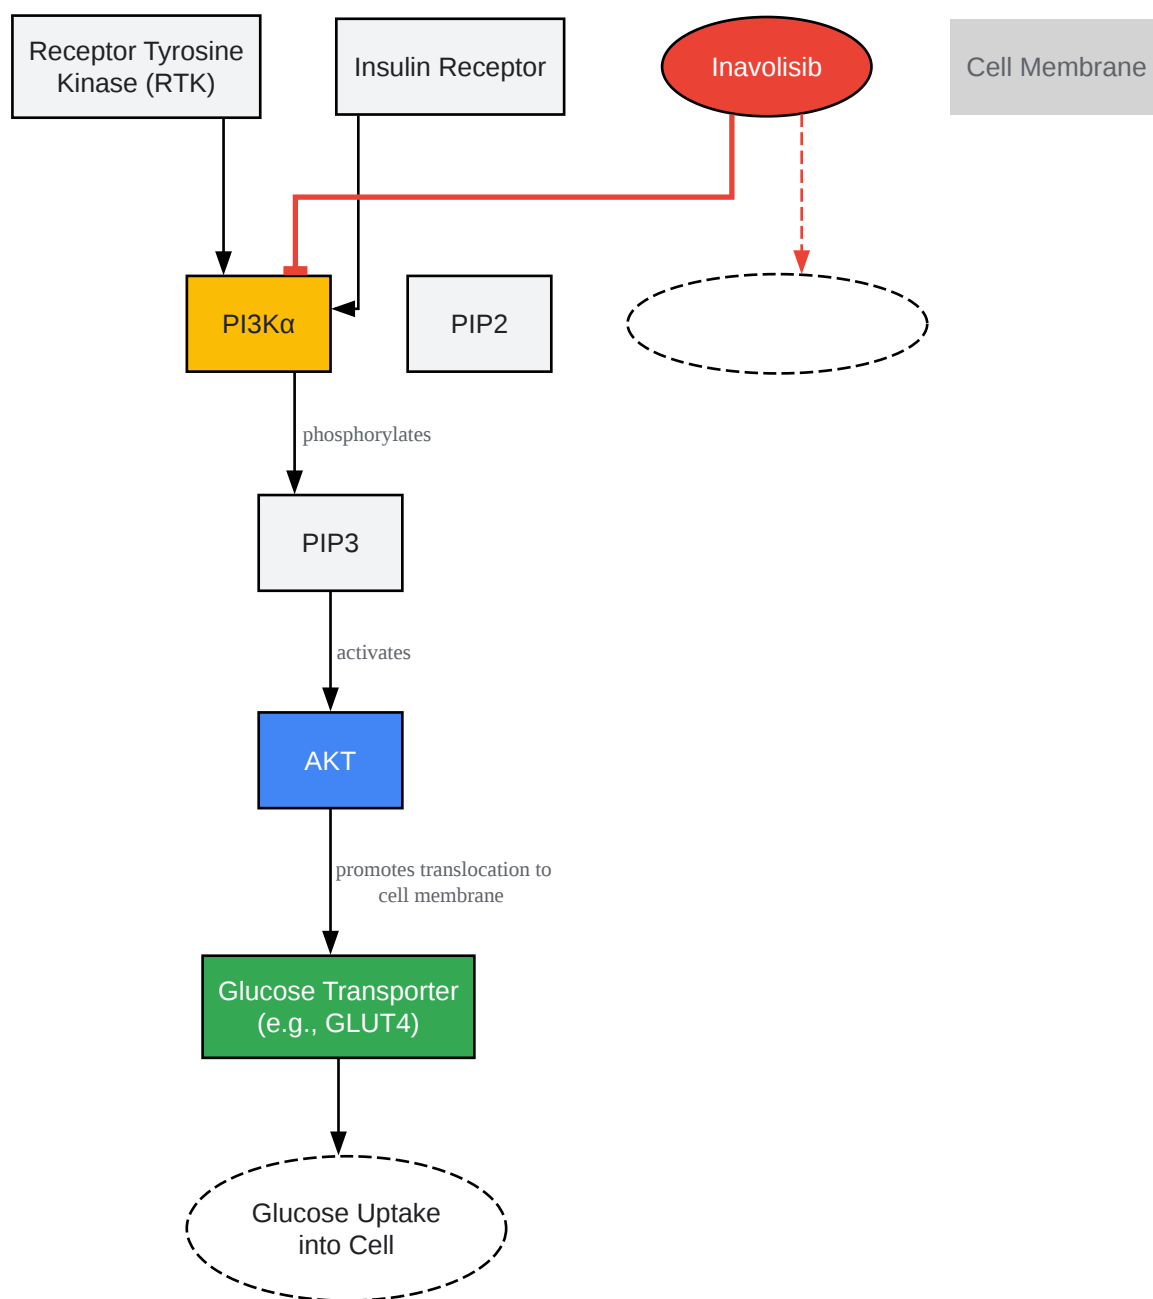 Receptor Tyrosine
Kinase (RTK)
Insulin Receptor
Inavolisib
Cell Membrane
PI3Kα
PIP2
phosphorylates
PIP3
activates
AKT
promotes translocation to
cell membrane
Glucose Transporter
(e.g., GLUT4)
Glucose Uptake
into Cell